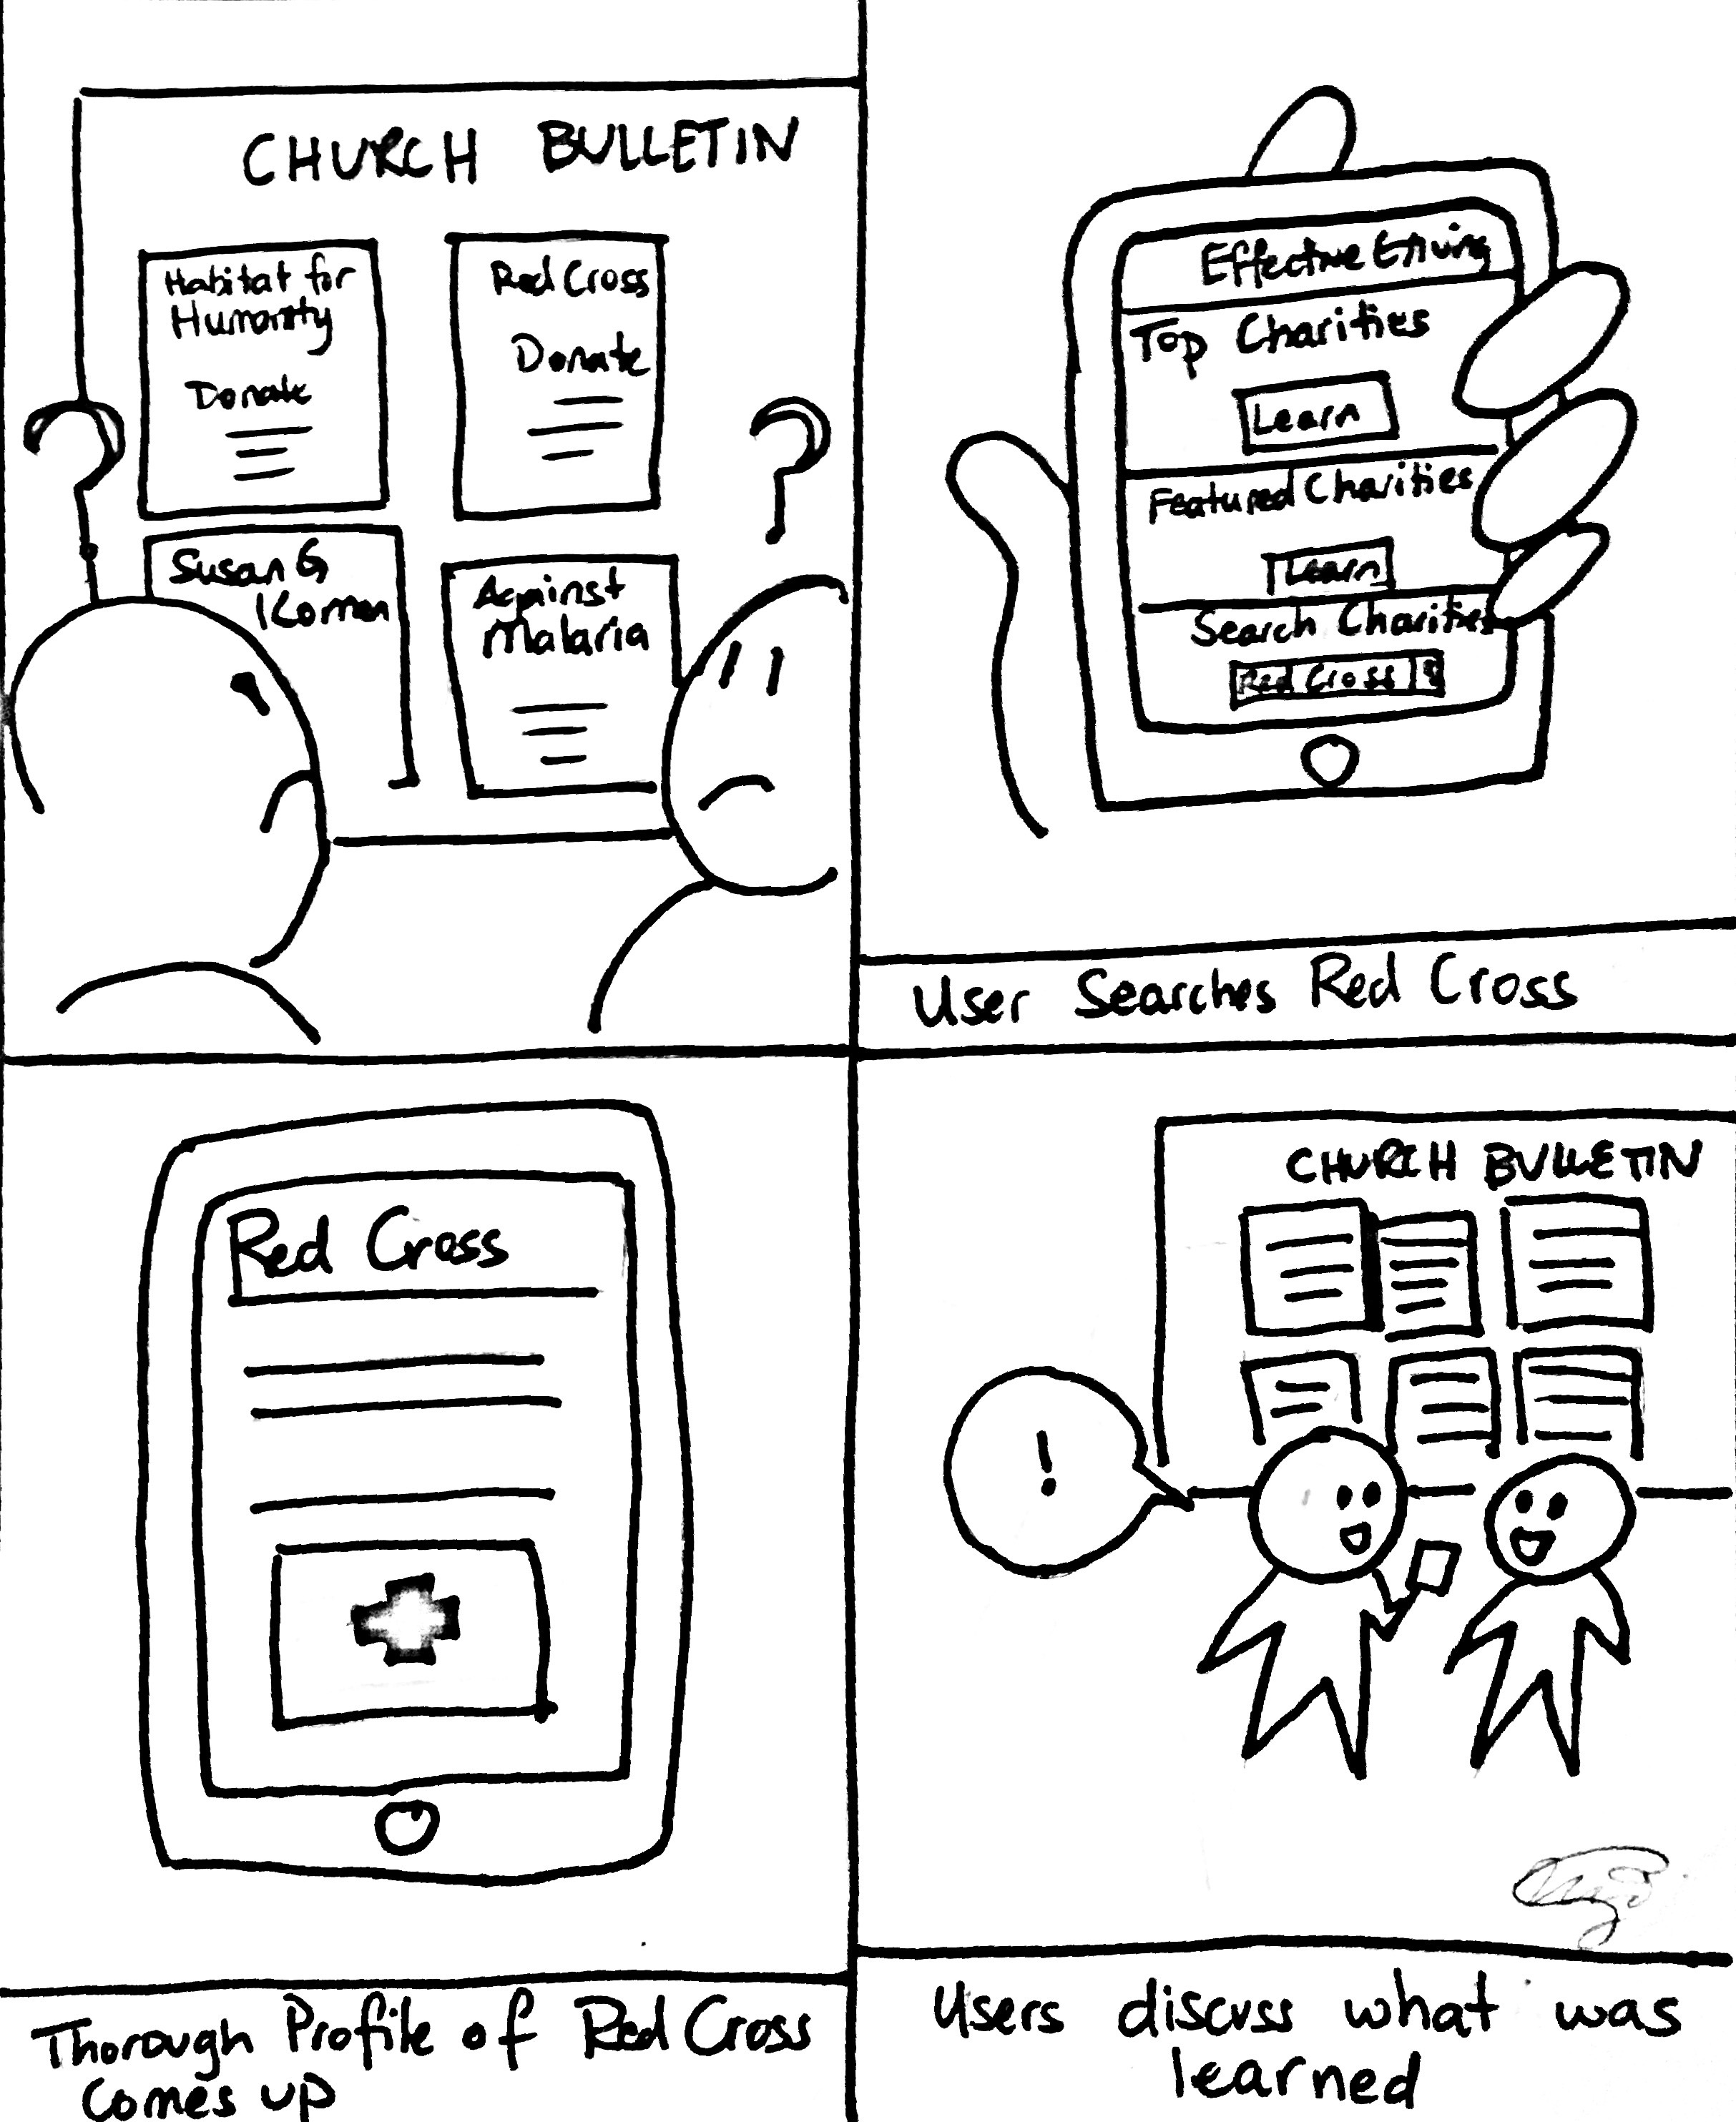 CHURCH BULLETIN
Habitat for
Humanity
Donate
Red Cross
Donate
Susan G
Komen
Against
Malaria
Effective Giving
Top Charities
Learn
Featured Charities
Learn
Search Charities
Red Cross
User Searches Red Cross
Red Cross
Thorough Profile of Red Cross
Comes up
CHURCH BULLETIN
!
Users discuss what was
learned